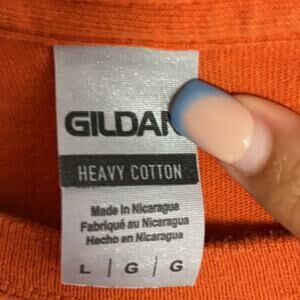 GILDAN
HEAVY COTTON
Made in Nicaragua
Fabriqué au Nicaragua
Hecho en Nicaragua
L | G | G